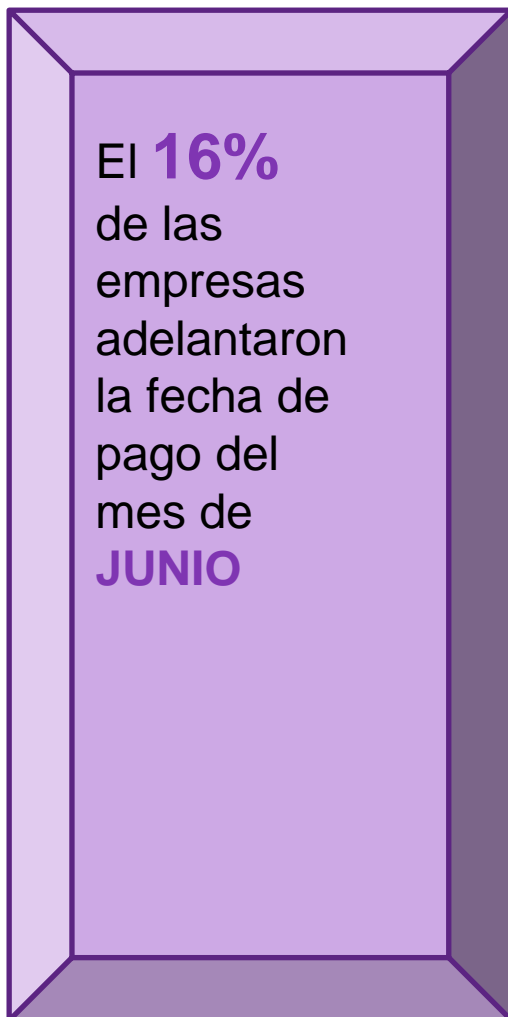 El 16%
de las
empresas
adelantaron
la fecha de
pago del
mes de
JUNIO